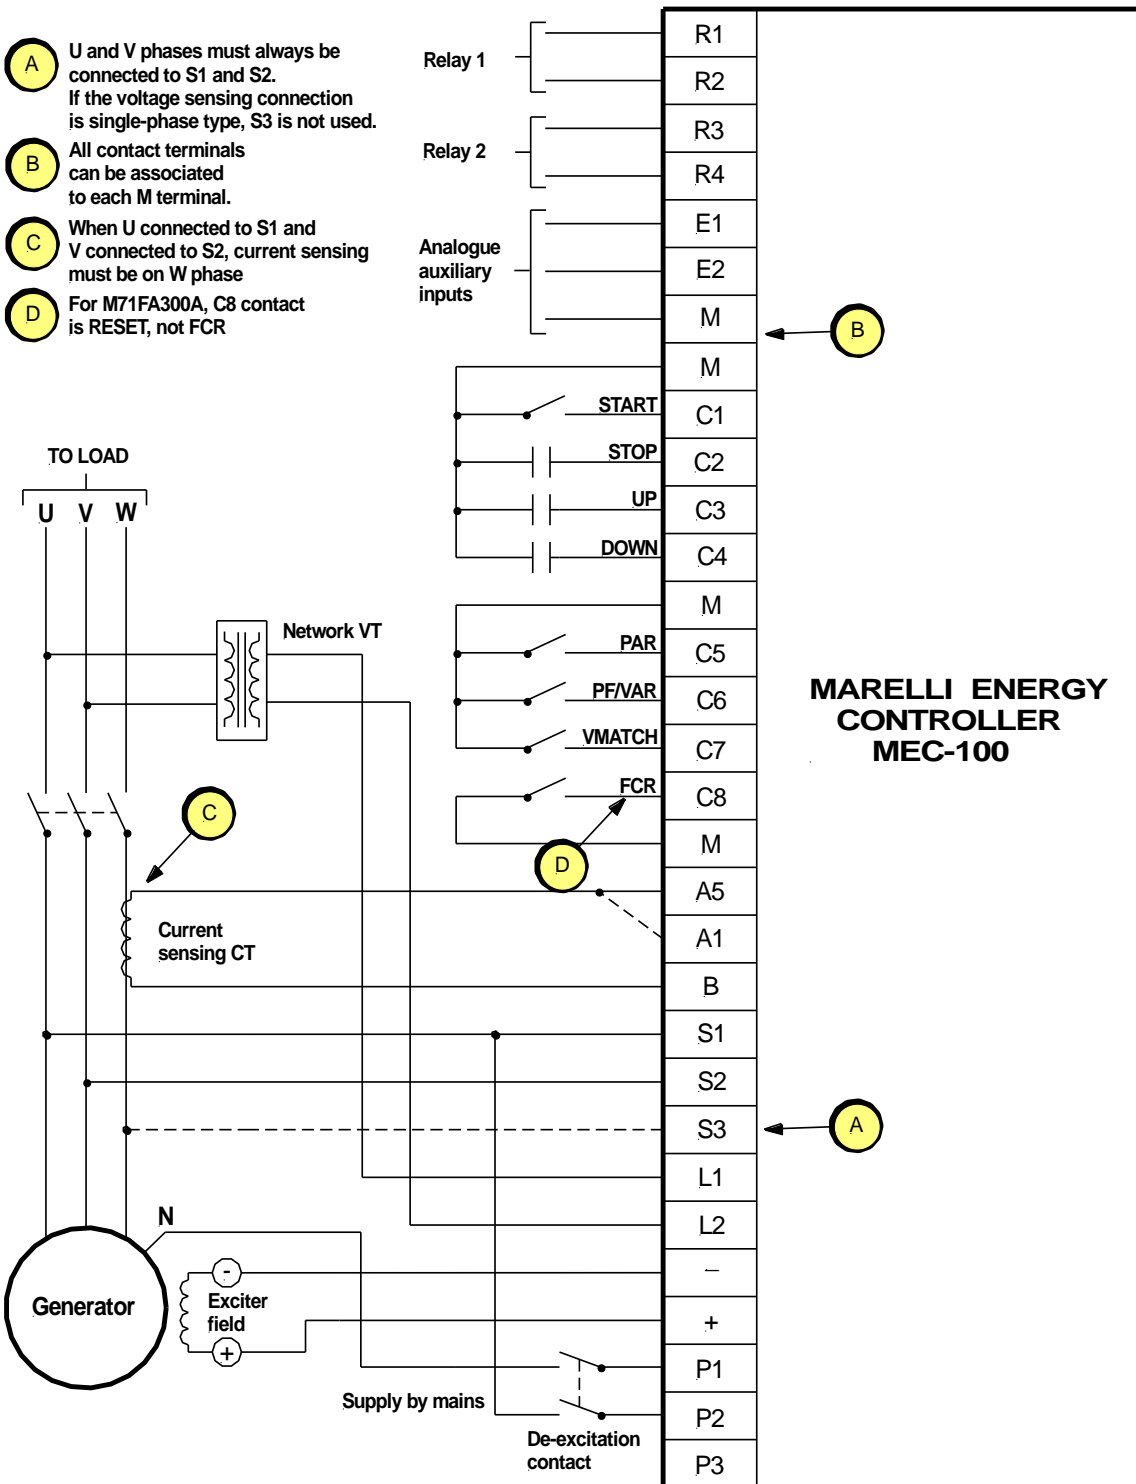 A
U and V phases must always be
connected to S1 and S2.
If the voltage sensing connection
is single-phase type, S3 is not used.
B
All contact terminals
can be associated
to each M terminal.
C
When U connected to S1 and
V connected to S2, current sensing
must be on W phase
D
For M71FA300A, C8 contact
is RESET, not FCR
Relay 1
R1
R2
Relay 2
R3
R4
Analogue
auxiliary
inputs
E1
E2
M
B
M
START
C1
STOP
C2
UP
C3
DOWN
C4
M
PAR
C5
PF/VAR
C6
VMATCH
C7
FCR
C8
M
D
A5
A1
B
S1
S2
S3
A
L1
L2
–
+
P1
P2
P3
MARELLI ENERGY
CONTROLLER
MEC-100
TO LOAD
U V W
Network VT
C
Current
sensing CT
N
Generator
-
Exciter
field
+
Supply by mains
De-excitation
contact